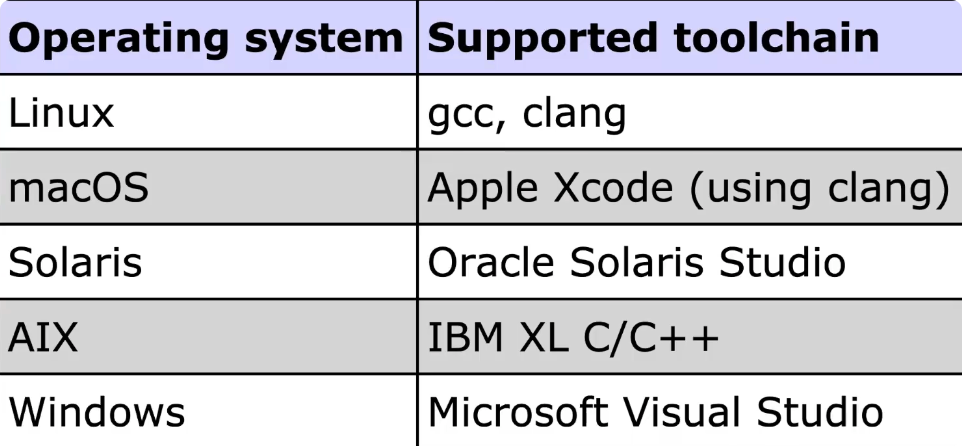 Operating system Supported toolchain
Linux gcc, clang
macOS Apple Xcode (using clang)
Solaris Oracle Solaris Studio
AIX IBM XL C/C++
Windows Microsoft Visual Studio